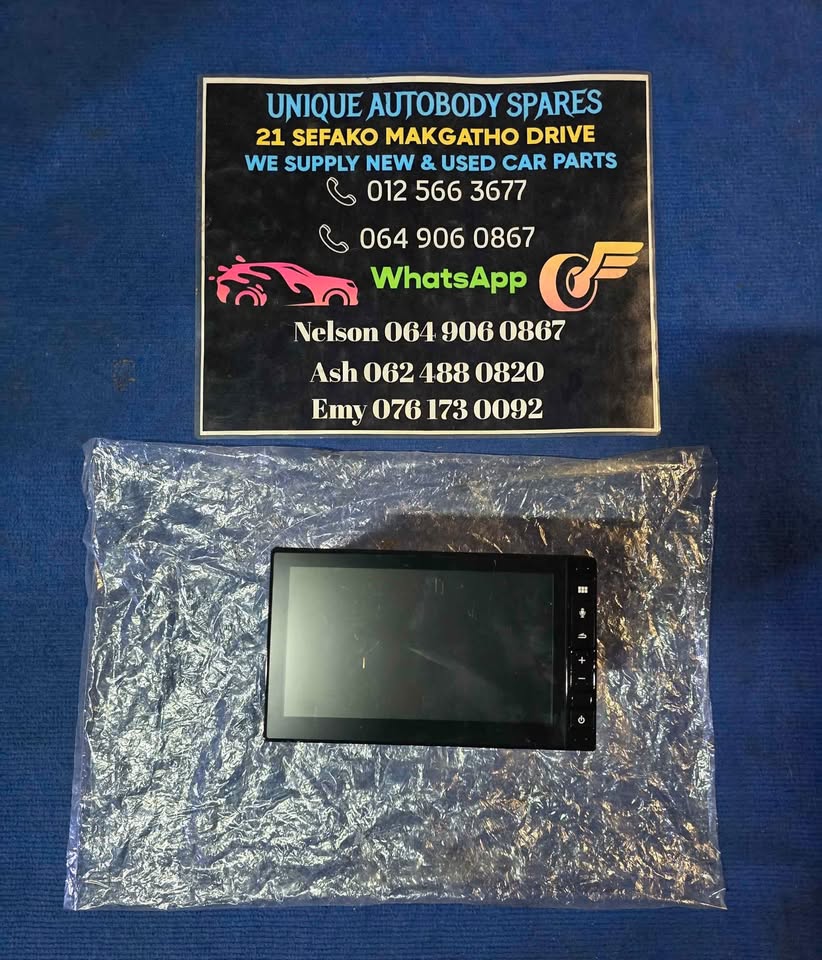 UNIQUE AUTOBODY SPARES
21 SEFAKO MAKGATHO DRIVE
WE SUPPLY NEW & USED CAR PARTS
012 566 3677
064 906 0867
WhatsApp
Nelson 064 906 0867
Ash 062 488 0820
Emy 076 173 0092